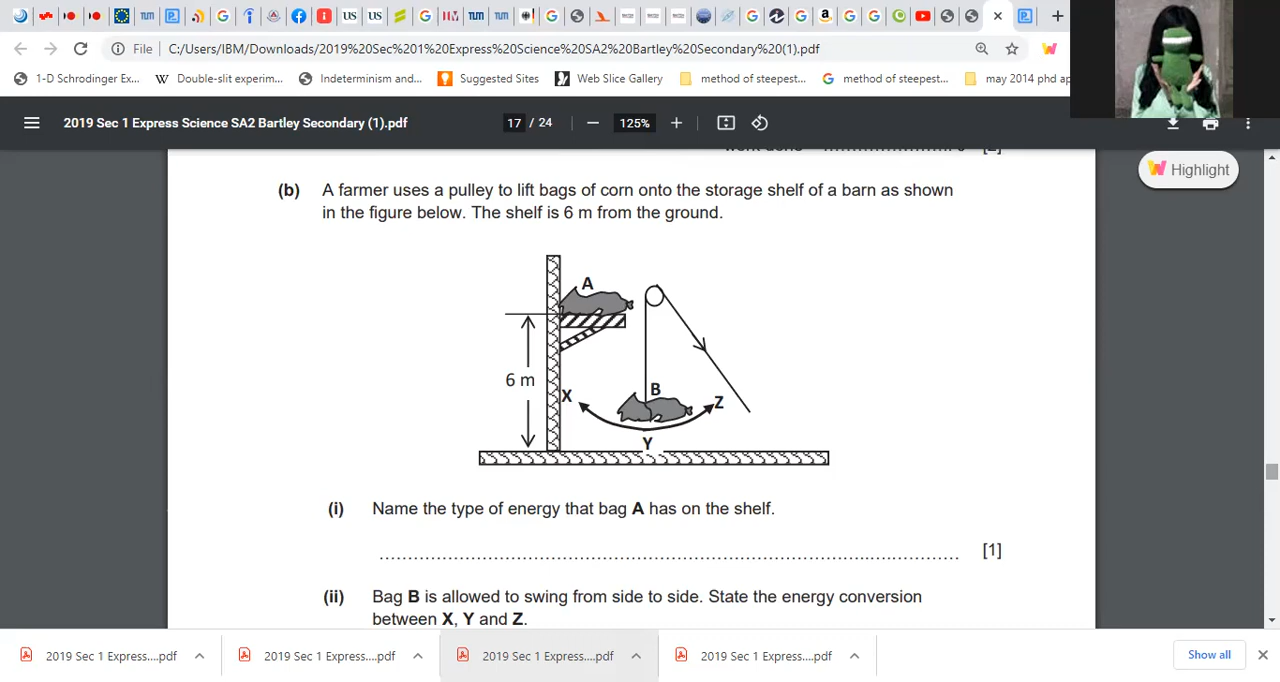 File
C:/Users/IBM/Downloads/2019%20Sec%201%20Express%20Science%20SA2%20Bartley%20Secondary%20(1).pdf
1-D Schrodinger Ex...
Double-slit experim...
Indeterminism and...
Suggested Sites
Web Slice Gallery
method of steepest...
method of steepest...
may 2014 phd ap
2019 Sec 1 Express Science SA2 Bartley Secondary (1).pdf
17 / 24
125%
Highlight
(b) A farmer uses a pulley to lift bags of corn onto the storage shelf of a barn as shown
in the figure below. The shelf is 6 m from the ground.
A
6 m
B
X
Z
Y
(i) Name the type of energy that bag A has on the shelf.
[1]
(ii) Bag B is allowed to swing from side to side. State the energy conversion
between X, Y and Z.
2019 Sec 1 Express....pdf
2019 Sec 1 Express....pdf
2019 Sec 1 Express....pdf
2019 Sec 1 Express....pdf
Show all